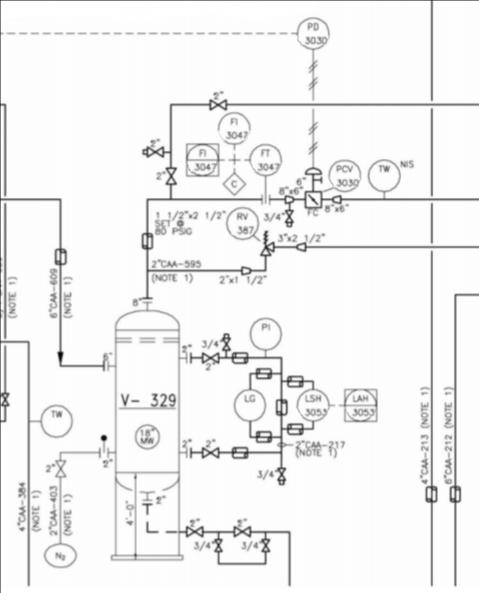 PD
3030
2"
2"
2"
FI
3047
FI
3047
FT
3047
C
6"
8"x6"
PCV
3030
TW
NIS
3/4"
FC
8"x6"
1 1/2"x2 1/2"
SET @
80 PSIG
RV
387
3"x2 1/2"
2"CAA-595
(NOTE 1)
2"x1 1/2"
8"
6"CAA-609
(NOTE 1)
(NOTE 1)
3/4"
PI
2"
2"
LG
LSH
3053
LAH
3053
V- 329
18"
MW
TW
2"
2"
2"CAA-217
(NOTE 1)
3/4"
2"
4'-0"
2"
2"
2"
3/4"
3/4"
4"CAA-384
(NOTE 1)
2"CAA-403
(NOTE 1)
N2
4"CAA-213 (NOTE 1)
6"CAA-212 (NOTE 1)